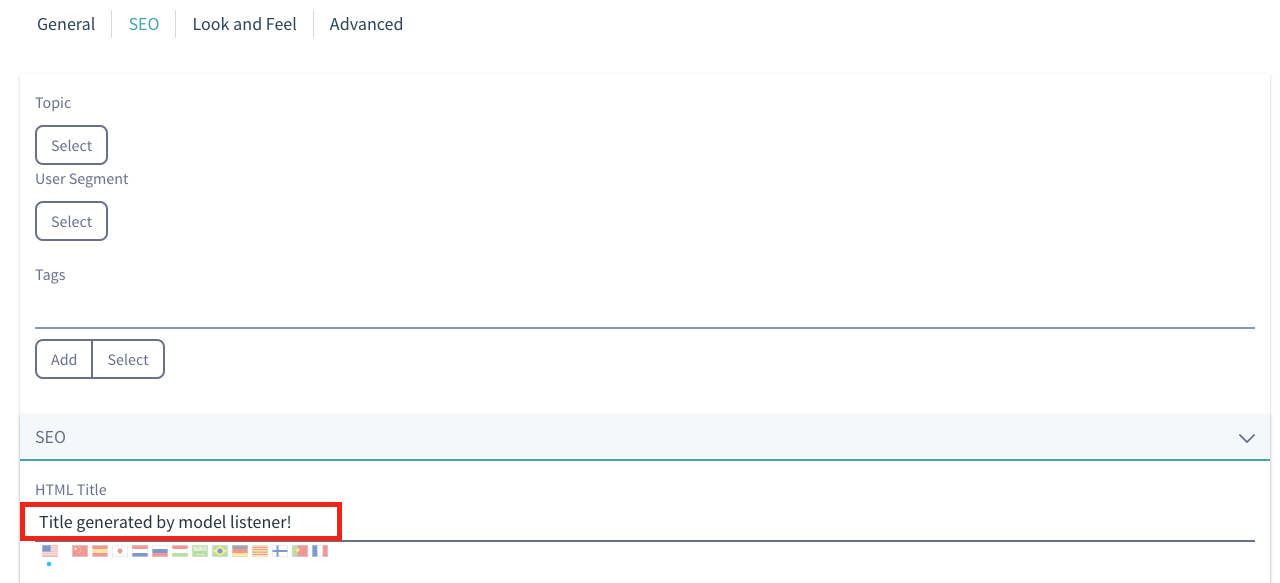 General SEO Look and Feel Advanced
Topic
Select
User Segment
Select
Tags
Add Select
SEO
HTML Title
Title generated by model listener!